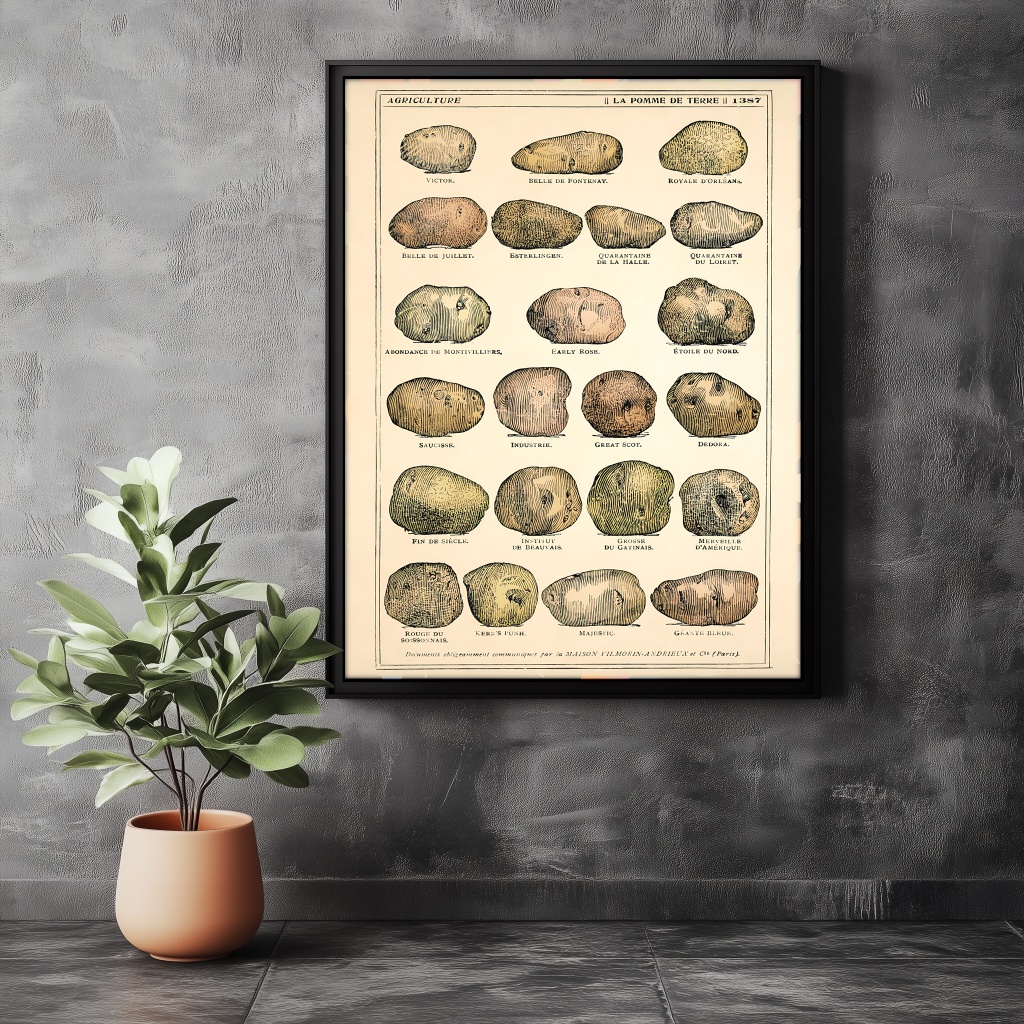 AGRICULTURE
|| LA POMME DE TERRE || 1387
VICTOR.
BELLE DE FONTENAY.
ROYALE D'ORLÉANS.
BELLE DE JUILLET.
ESTERLINGEN.
QUARANTAINE
DE LA HALLE.
QUARANTAINE
DU LOIRET.
ABONDANCE DE MONTIVILLIERS,
EARLY ROSE.
ÉTOILE DU NORD.
SAUCISSE.
INDUSTRIE.
GREAT SCOT.
DEDORA.
FIN DE SIÈCLE.
INSTITUT
DE BEAUVAIS.
GROSSE
DU GATINAIS.
MERVEILLE
D'AMÉRIQUE.
ROUGE DU
SOISSONNAIS.
KERR'S PINK.
MAJESTIC.
GÉANTE BLEUE.
Documents obligeamment communiqués par la MAISON VILMORIN-ANDRIEUX et Cie (Paris).